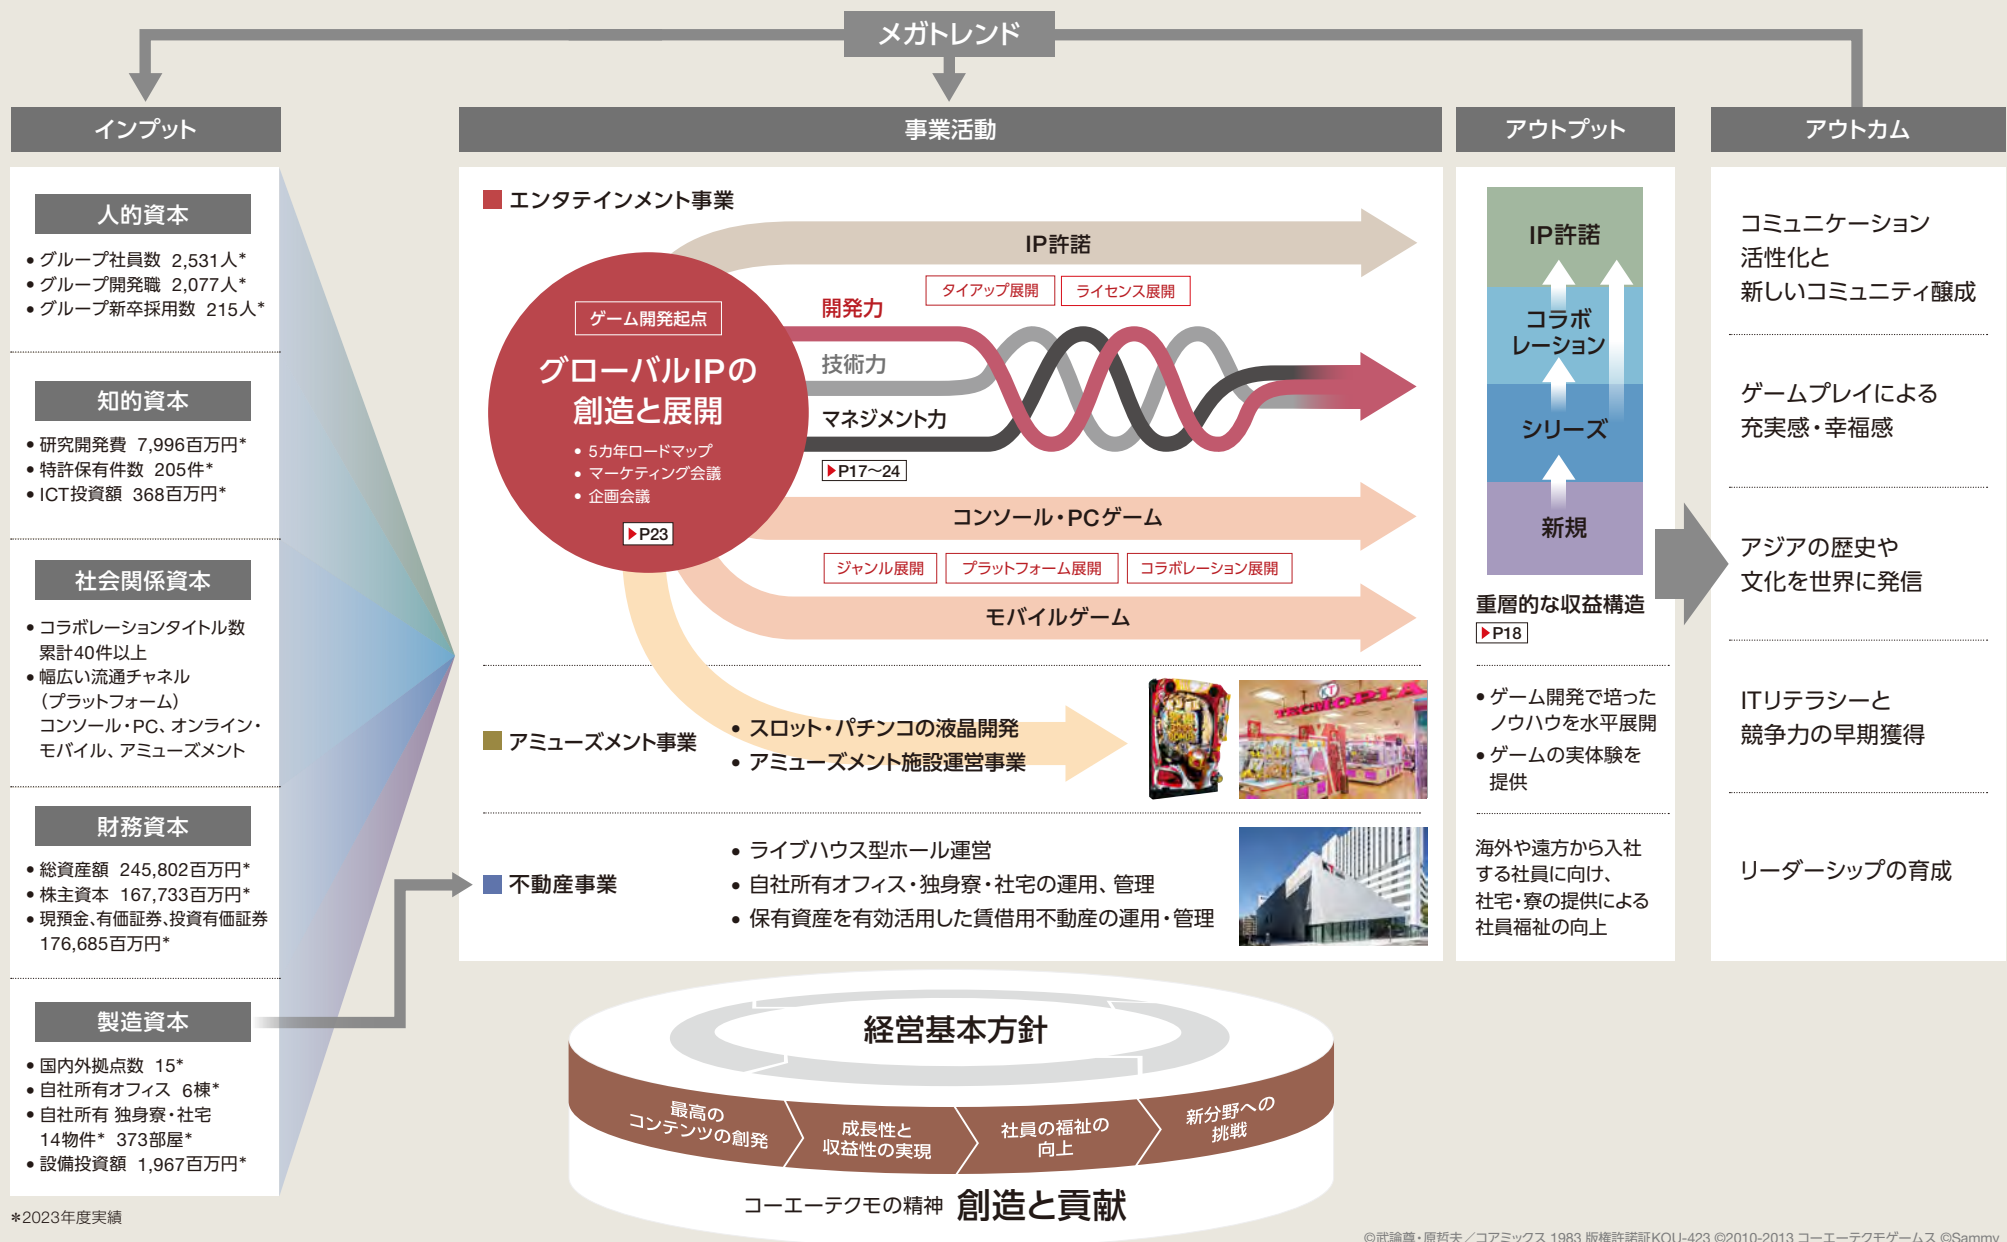 メガトレンド
インプット
人的資本
• グループ社員数 2,531人*
• グループ開発職 2,077人*
• グループ新卒採用数 215人*
知的資本
• 研究開発費 7,996百万円*
• 特許保有件数 205件*
• ICT投資額 368百万円*
社会関係資本
• コラボレーションタイトル数
累計40件以上
• 幅広い流通チャネル
(プラットフォーム)
コンソール・PC、オンライン・
モバイル、アミューズメント
財務資本
• 総資産額 245,802百万円*
• 株主資本 167,733百万円*
• 現預金、有価証券、投資有価証券
176,685百万円*
製造資本
• 国内外拠点数 15*
• 自社所有オフィス 6棟*
• 自社所有 独身寮・社宅
14物件* 373部屋*
• 設備投資額 1,967百万円*
*2023年度実績
事業活動
エンタテインメント事業
ゲーム開発起点
グローバルIPの
創造と展開
• 5カ年ロードマップ
• マーケティング会議
• 企画会議
▶P23
IP許諾
タイアップ展開 ライセンス展開
開発力
技術力
マネジメント力
▶P17〜24
コンソール・PCゲーム
ジャンル展開 プラットフォーム展開 コラボレーション展開
モバイルゲーム
アミューズメント事業
• スロット・パチンコの液晶開発
• アミューズメント施設運営事業
TECMOPIA
不動産事業
• ライブハウス型ホール運営
• 自社所有オフィス・独身寮・社宅の運用、管理
• 保有資産を有効活用した賃借用不動産の運用・管理
アウトプット
IP許諾
コラボ
レーション
シリーズ
新規
重層的な収益構造
▶P18
• ゲーム開発で培った
ノウハウを水平展開
• ゲームの実体験を
提供
海外や遠方から入社
する社員に向け、
社宅・寮の提供による
社員福祉の向上
アウトカム
コミュニケーション
活性化と
新しいコミュニティ醸成
ゲームプレイによる
充実感・幸福感
アジアの歴史や
文化を世界に発信
ITリテラシーと
競争力の早期獲得
リーダーシップの育成
経営基本方針
最高の
コンテンツの創発
成長性と
収益性の実現
社員の福祉の
向上
新分野への
挑戦
コーエーテクモの精神 創造と貢献
©武論尊・原哲夫／コアミックス 1983 版権許諾証KOU-423 ©2010-2013 コーエーテクモゲームス ©Sammy